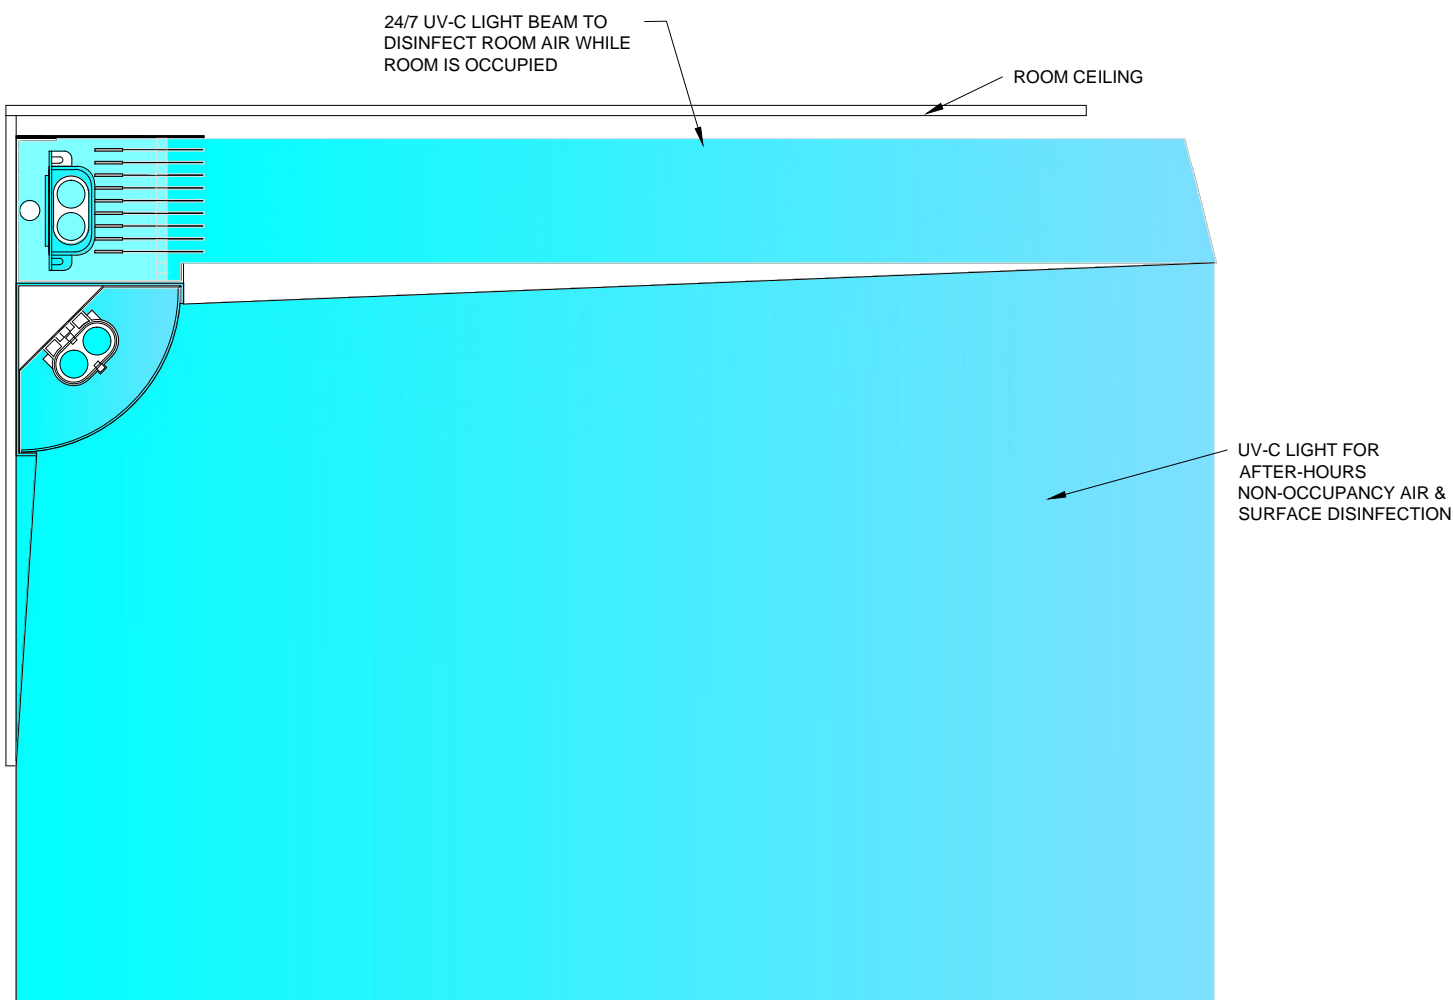 24/7 UV-C LIGHT BEAM TO
DISINFECT ROOM AIR WHILE
ROOM IS OCCUPIED
ROOM CEILING
UV-C LIGHT FOR
AFTER-HOURS
NON-OCCUPANCY AIR &
SURFACE DISINFECTION